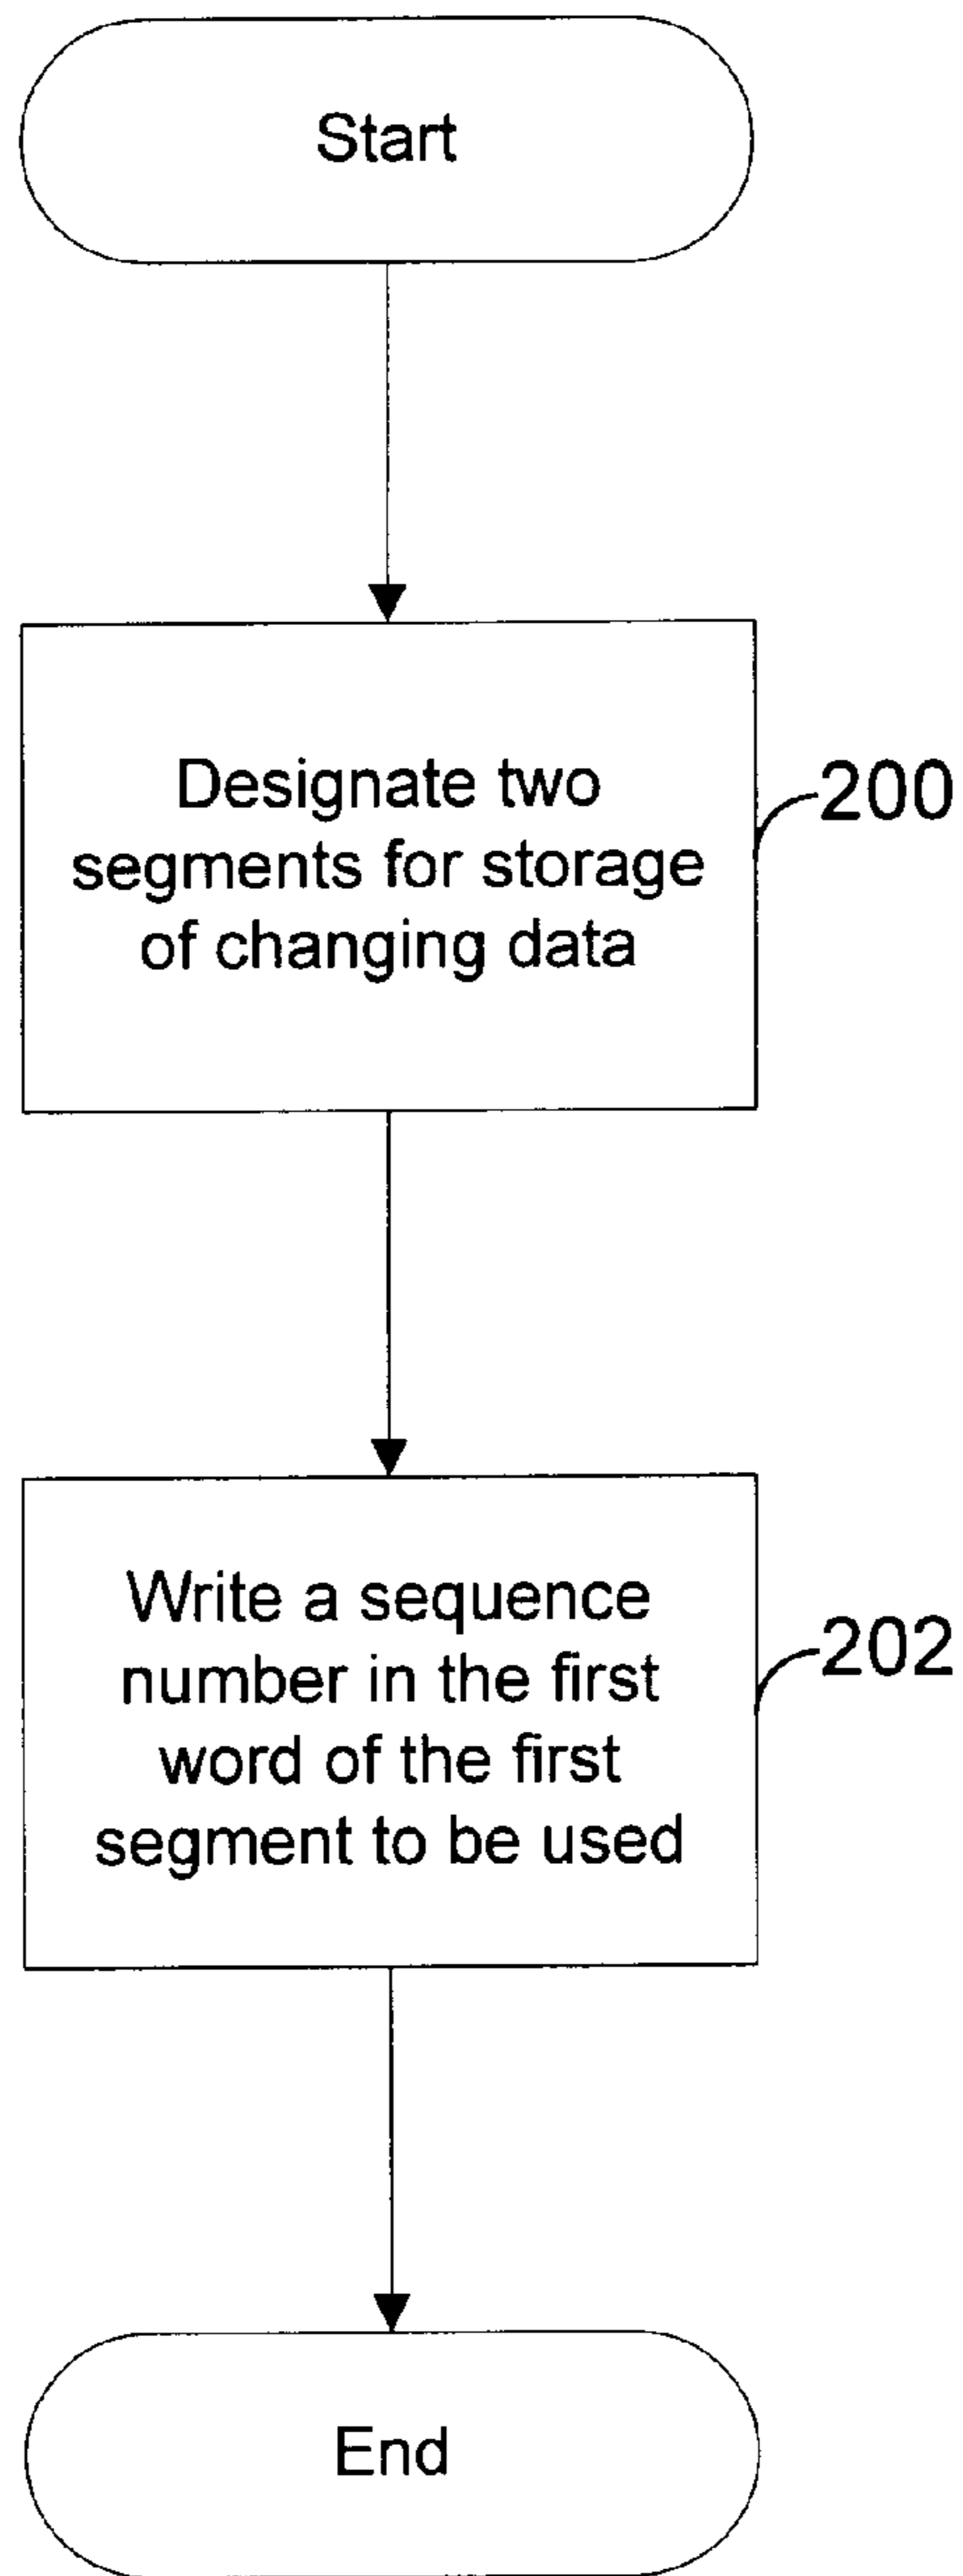 Start
Designate two
segments for storage
of changing data
200
Write a sequence
number in the first
word of the first
segment to be used
202
End